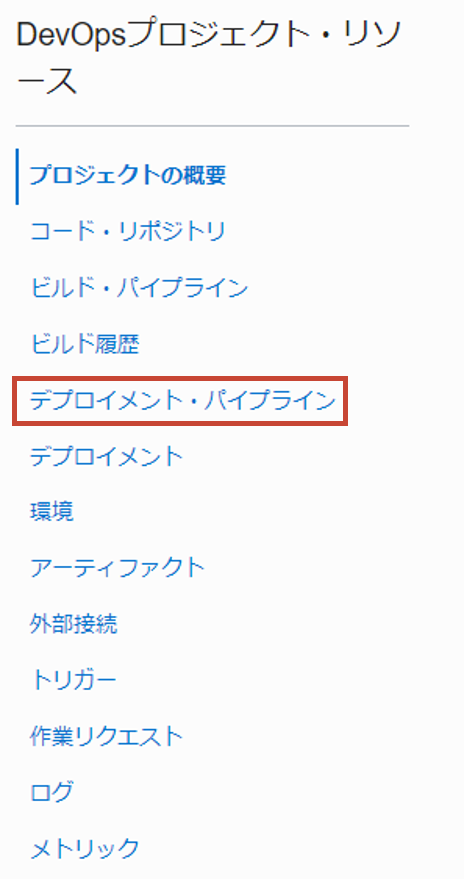 DevOpsプロジェクト・リソ
ース
プロジェクトの概要
コード・リポジトリ
ビルド・パイプライン
ビルド履歴
デプロイメント・パイプライン
デプロイメント
環境
アーティファクト
外部接続
トリガー
作業リクエスト
ログ
メトリック